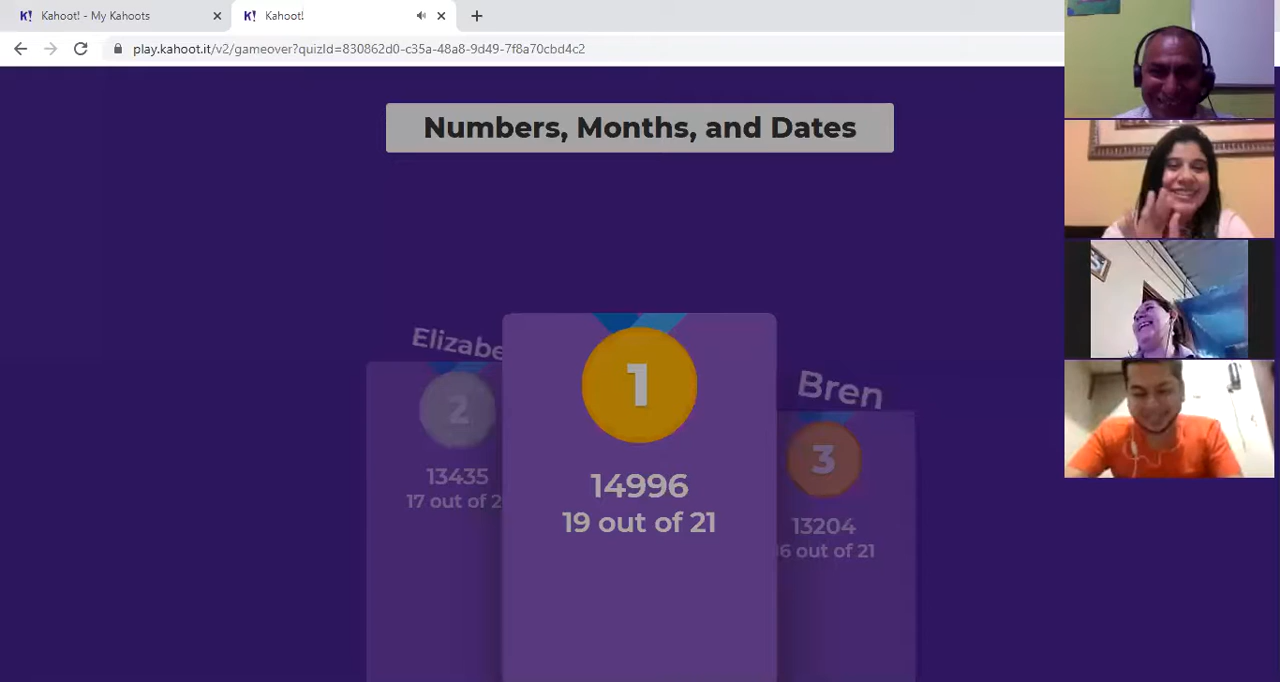 K! Kahoot! - My Kahoots
K! Kahoot!
play.kahoot.it/v2/gameover?quizId=830862d0-c35a-48a8-9d49-7f8a70cbd4c2
Numbers, Months, and Dates
Elizabe
2
13435
17 out of 2
1
14996
19 out of 21
Bren
3
13204
16 out of 21